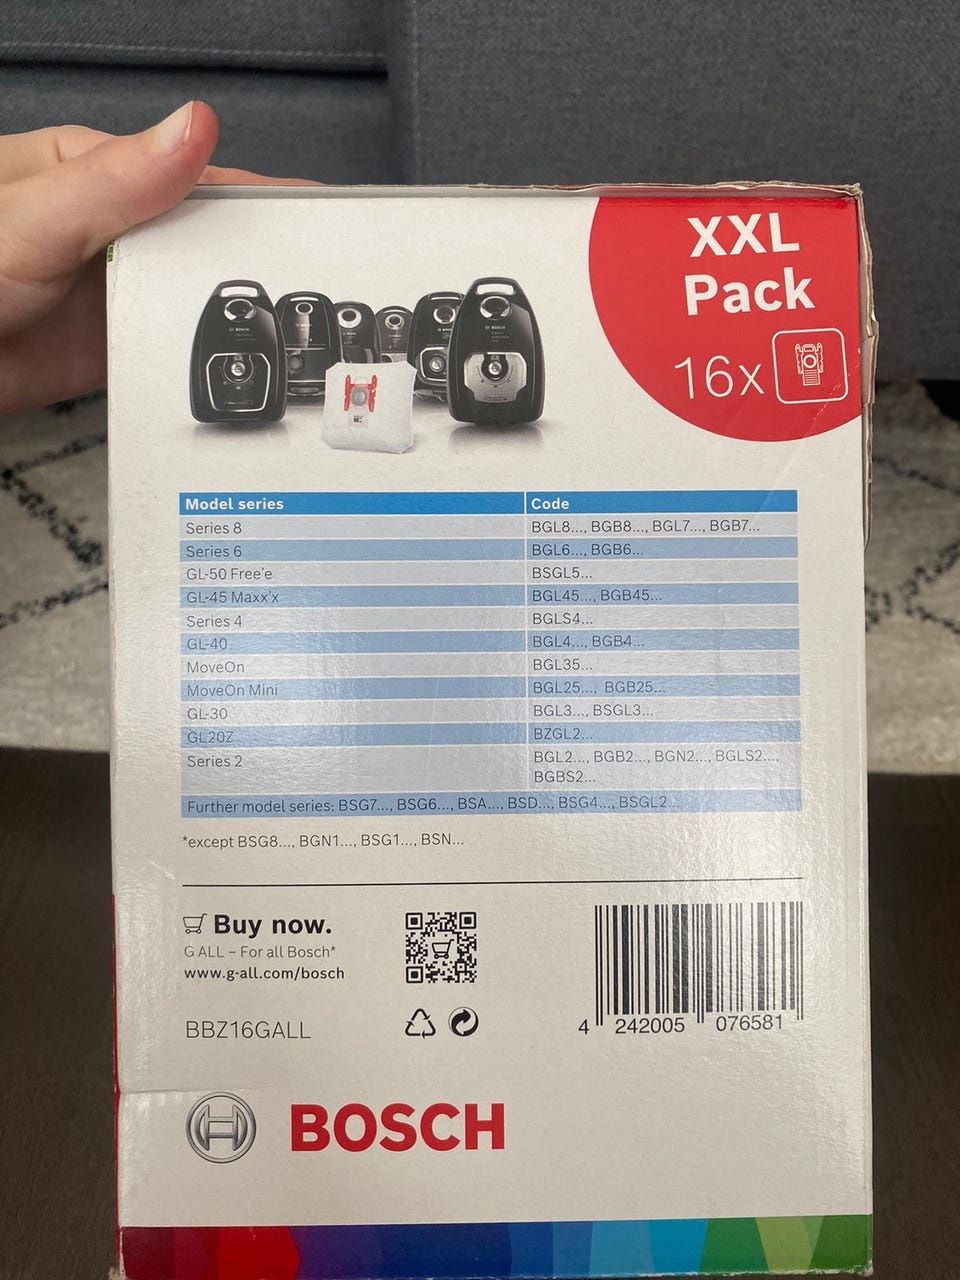 XXL
Pack
16x
BOSCH
BOSCH
Model series Code
Series 8 BGL8..., BGB8..., BGL7..., BGB7...
Series 6 BGL6..., BGB6...
GL-50 Free'e BSGL5...
GL-45 Maxx'x BGL45..., BGB45...
Series 4 BGLS4...
GL-40 BGL4..., BGB4...
MoveOn BGL35...
MoveOn Mini BGL25..., BGB25...
GL-30 BGL3..., BSGL3...
GL20Z BZGL2...
Series 2 BGL2..., BGB2..., BGN2..., BGLS2...,
BGBS2...
Further model series: BSG7..., BSG6..., BSA..., BSD..., BSG4..., BSGL2...
*except BSG8..., BGN1..., BSG1..., BSN...
Buy now.
G ALL – For all Bosch*
www.g-all.com/bosch
BBZ16GALL
4 242005 076581
BOSCH